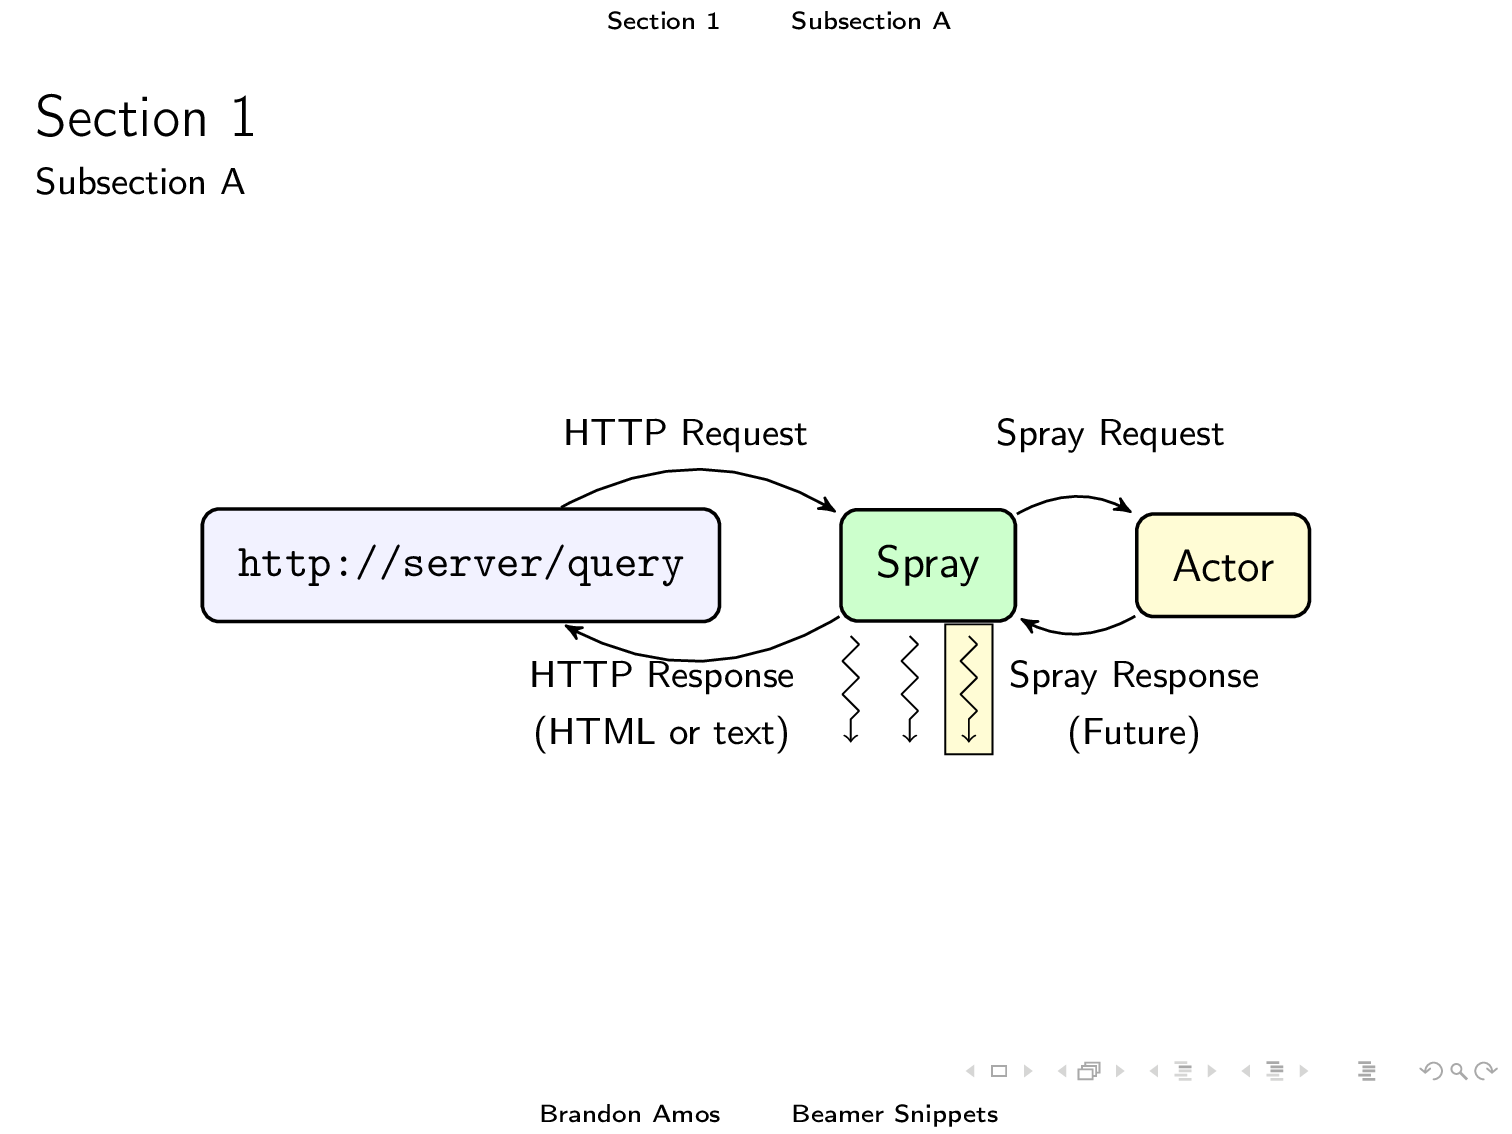 Section 1 Subsection A
Section 1
Subsection A
HTTP Request Spray Request
http://server/query Spray Actor
HTTP Response Spray Response
(HTML or text) (Future)
Brandon Amos Beamer Snippets